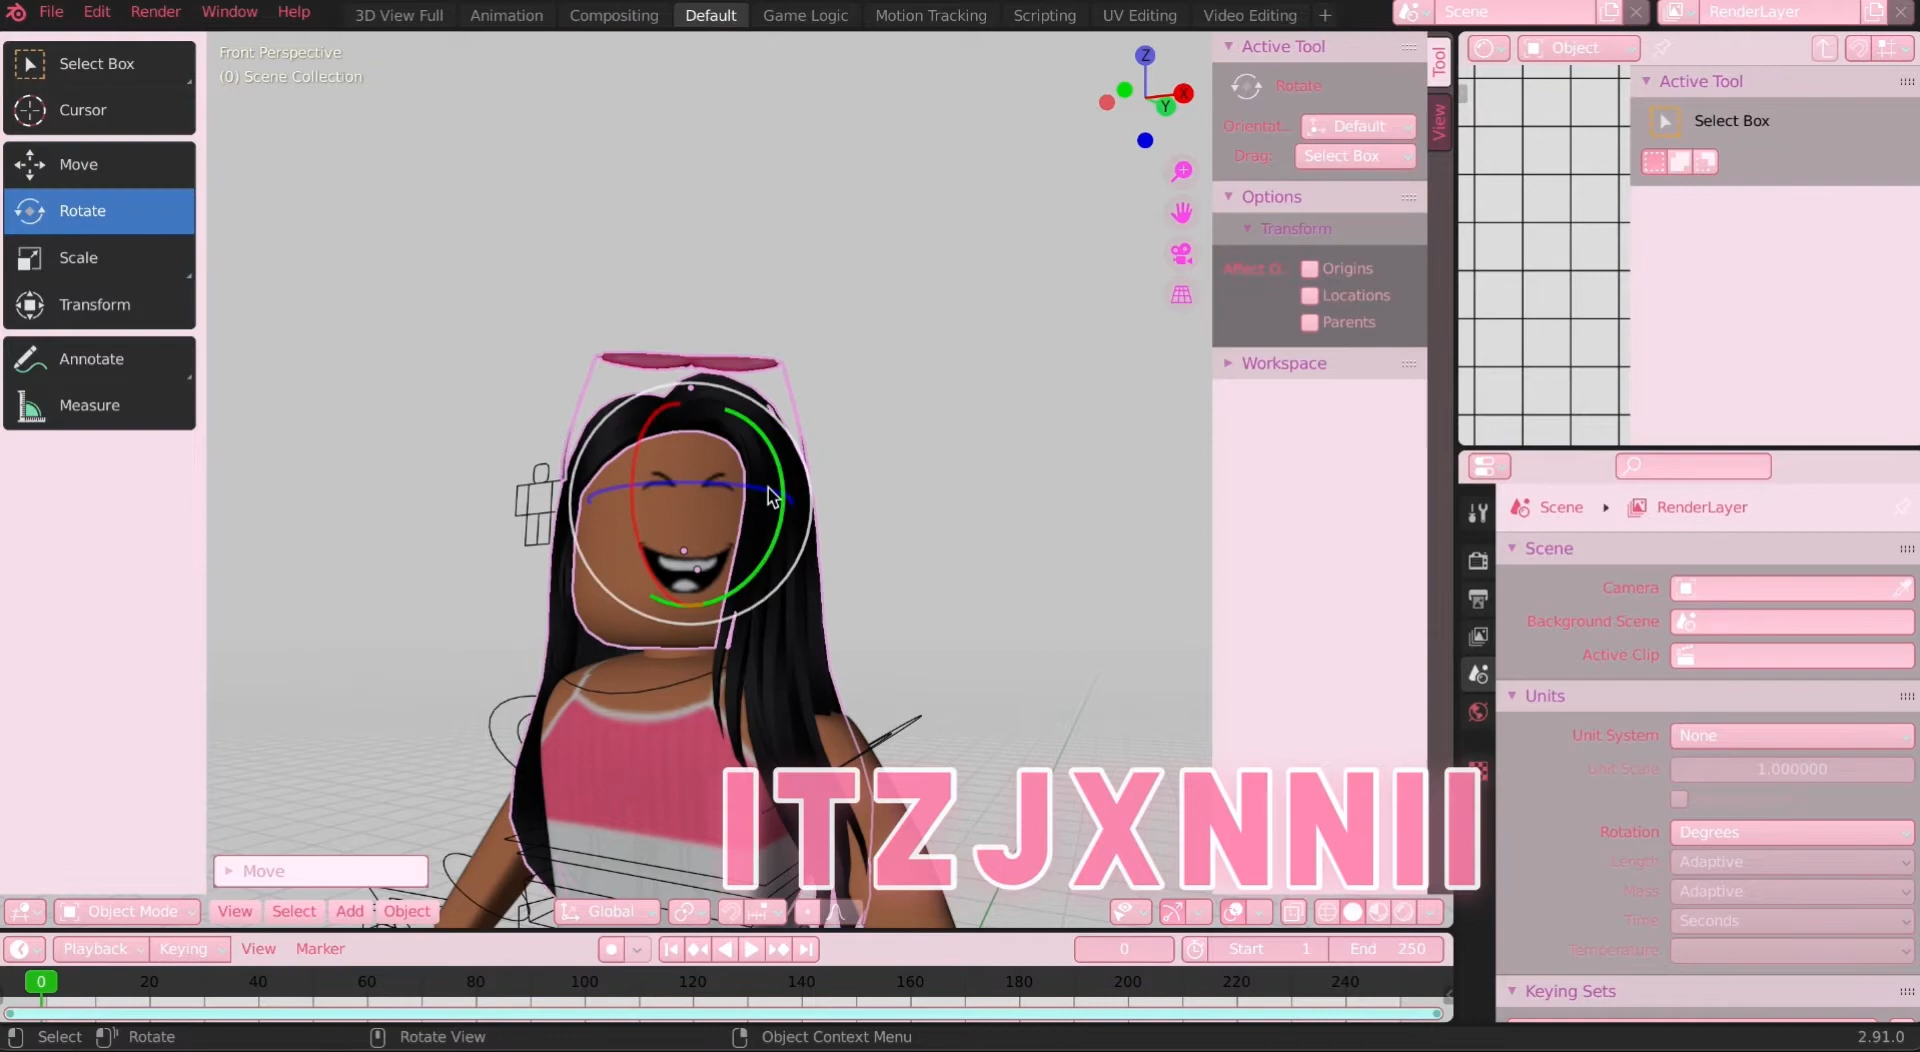 File Edit Render Window Help 3D View Full Animation Compositing Default Game Logic Motion Tracking Scripting UV Editing Video Editing + Scene RenderLayer
Select Box
Cursor
Move
Rotate
Scale
Transform
Annotate
Measure
Front Perspective
(0) Scene Collection
Z
X
Y
Active Tool
Rotate
Orientat...
Default
Drag:
Select Box
Options
Transform
Affect O..
Origins
Locations
Parents
Workspace
Tool
View
Object
Active Tool
Select Box
Scene RenderLayer
Scene
Camera
Background Scene
Active Clip
Units
Unit System None
Unit Scale 1.000000
Rotation Degrees
Length Adaptive
Mass Adaptive
Time Seconds
Temperature
Keying Sets
ITZJXNNII
Move
Object Mode View Select Add Object Global
Playback Keying View Marker 0 Start 1 End 250
0 20 40 60 80 100 120 140 160 180 200 220 240
Select Rotate Rotate View Object Context Menu 2.91.0